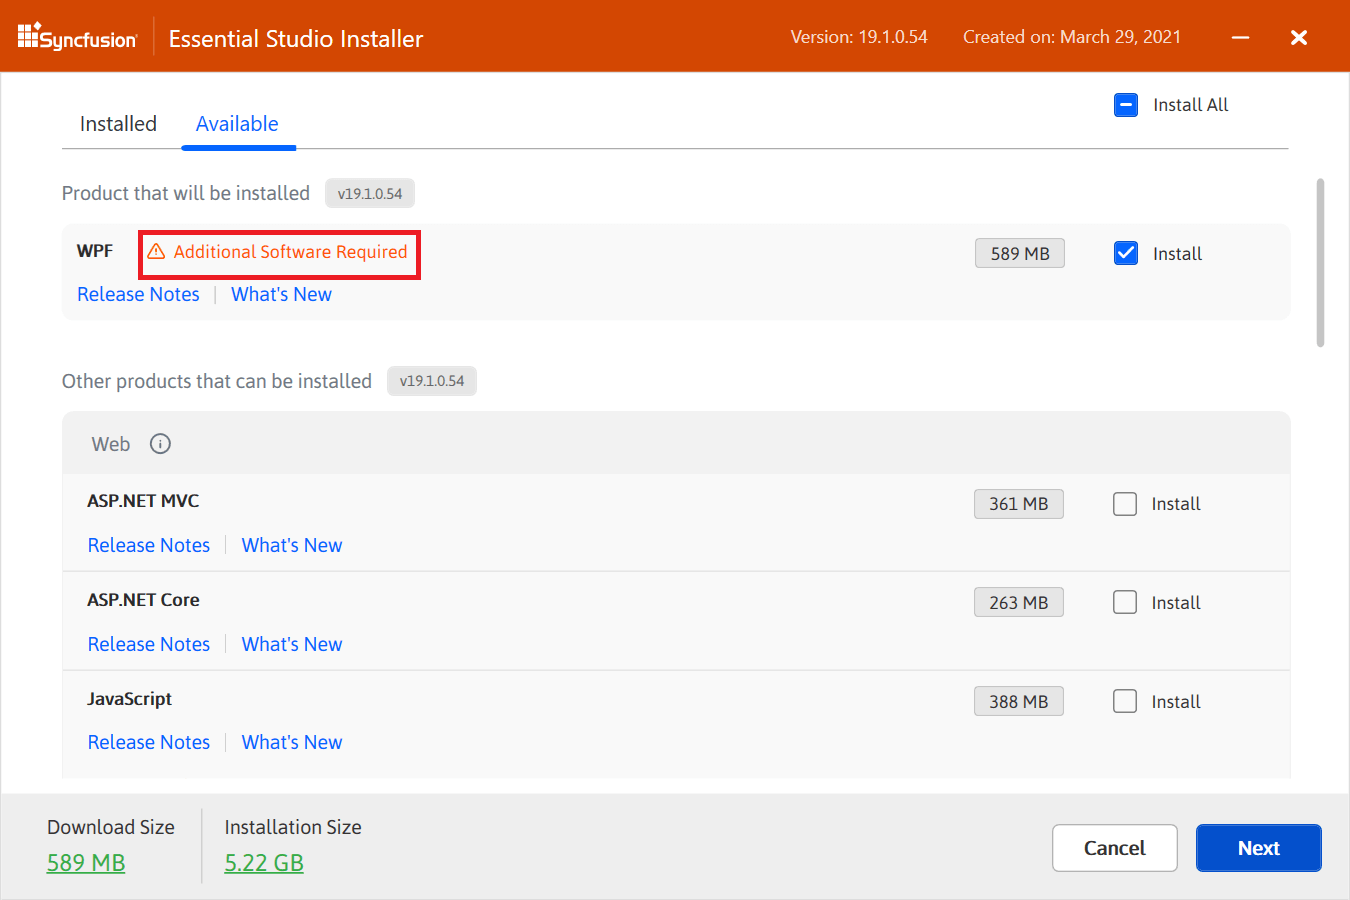 Syncfusion Essential Studio Installer Version: 19.1.0.54 Created on: March 29, 2021
Installed Available Install All
Product that will be installed v19.1.0.54
WPF Additional Software Required 589 MB Install
Release Notes What's New
Other products that can be installed v19.1.0.54
Web
ASP.NET MVC 361 MB Install
Release Notes What's New
ASP.NET Core 263 MB Install
Release Notes What's New
JavaScript 388 MB Install
Release Notes What's New
Download Size Installation Size
589 MB 5.22 GB
Cancel Next